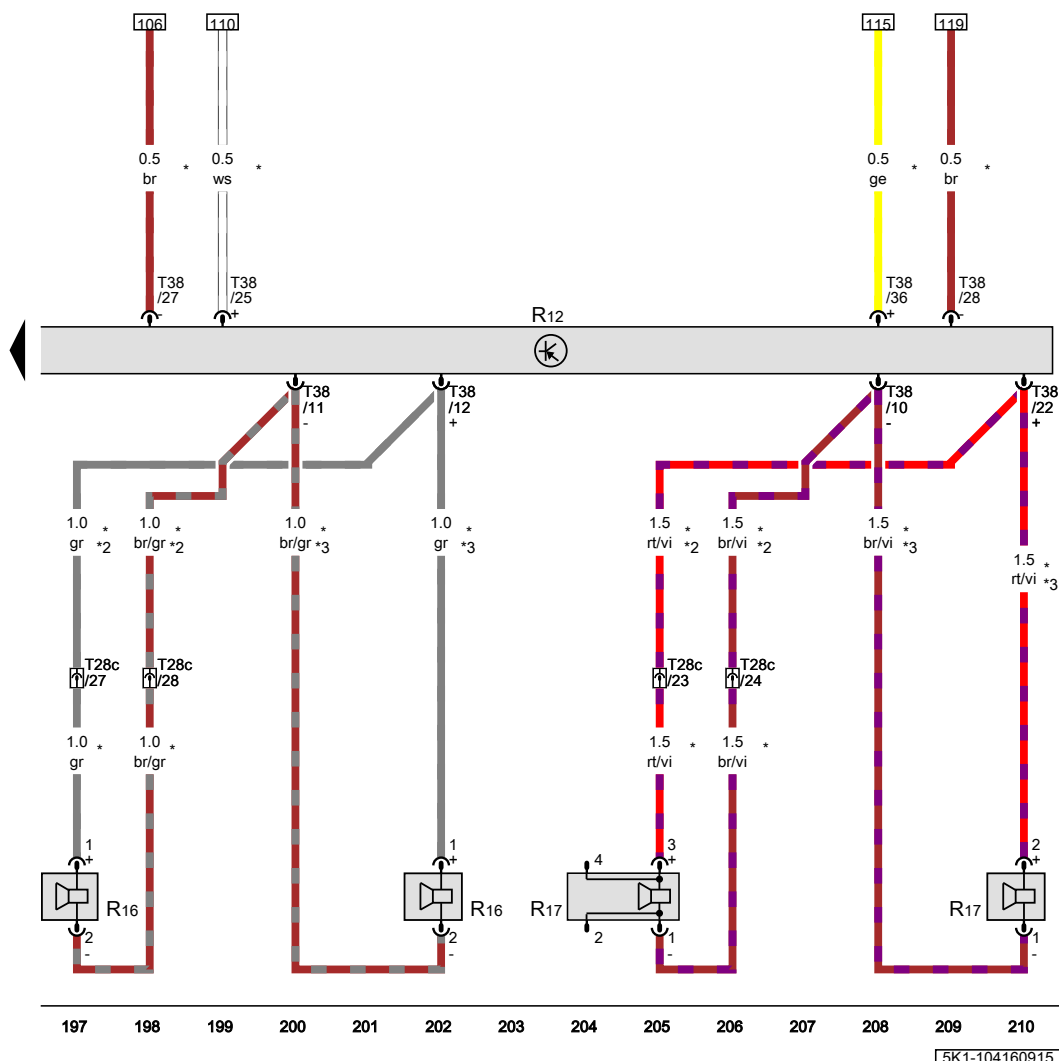 106 110 115 119
0.5 * 0.5 * 0.5 * 0.5 *
br ws ge br
T38 T38 T38 T38
/27 /25 /36 /28
- + + -
R12
T38 T38 T38 T38
/11 /12 /10 /22
- + - +
1.0 * 1.0 * 1.0 * 1.0 * 1.5 * 1.5 * 1.5 *
gr *2 br/gr *2 br/gr *3 gr *3 rt/vi *2 br/vi *2 br/vi *3
1.5 *
rt/vi *3
T28c T28c T28c T28c
/27 /28 /23 /24
1.0 * 1.0 * 1.5 * 1.5 *
gr br/gr rt/vi br/vi
1 1 4 3 2
+ + + +
R16 R16 R17 R17
2 2 2 1 1
- - - -
197 198 199 200 201 202 203 204 205 206 207 208 209 210
5K1-104160915